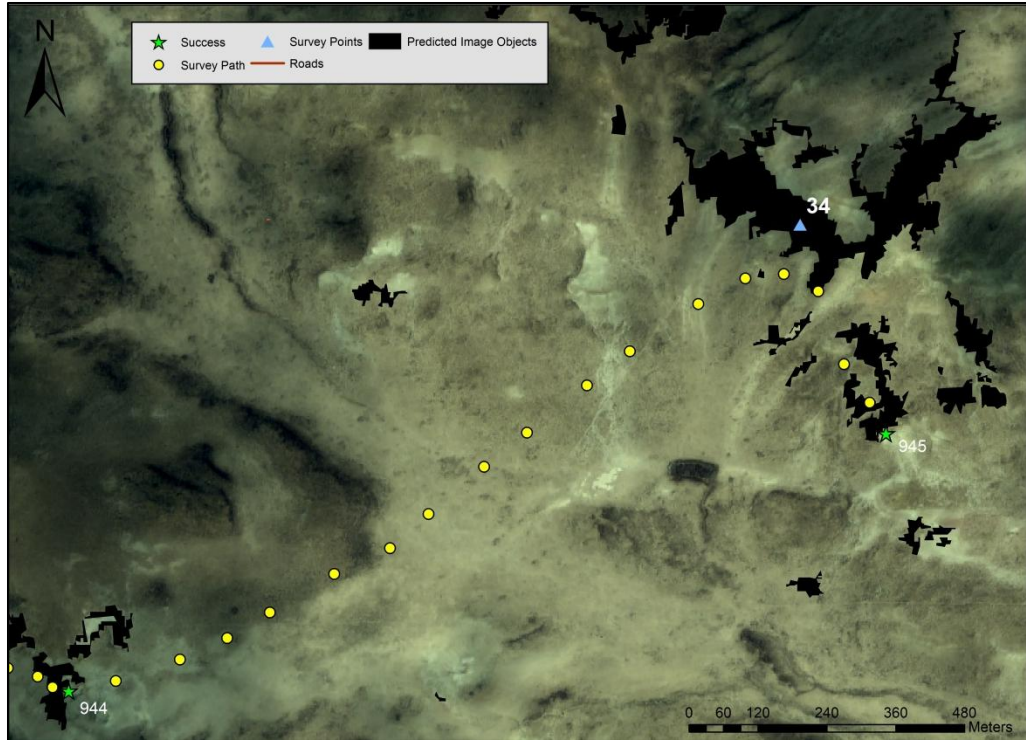 N
Success Survey Points Predicted Image Objects
Survey Path Roads
34
945
944
0 60 120 240 360 480
Meters